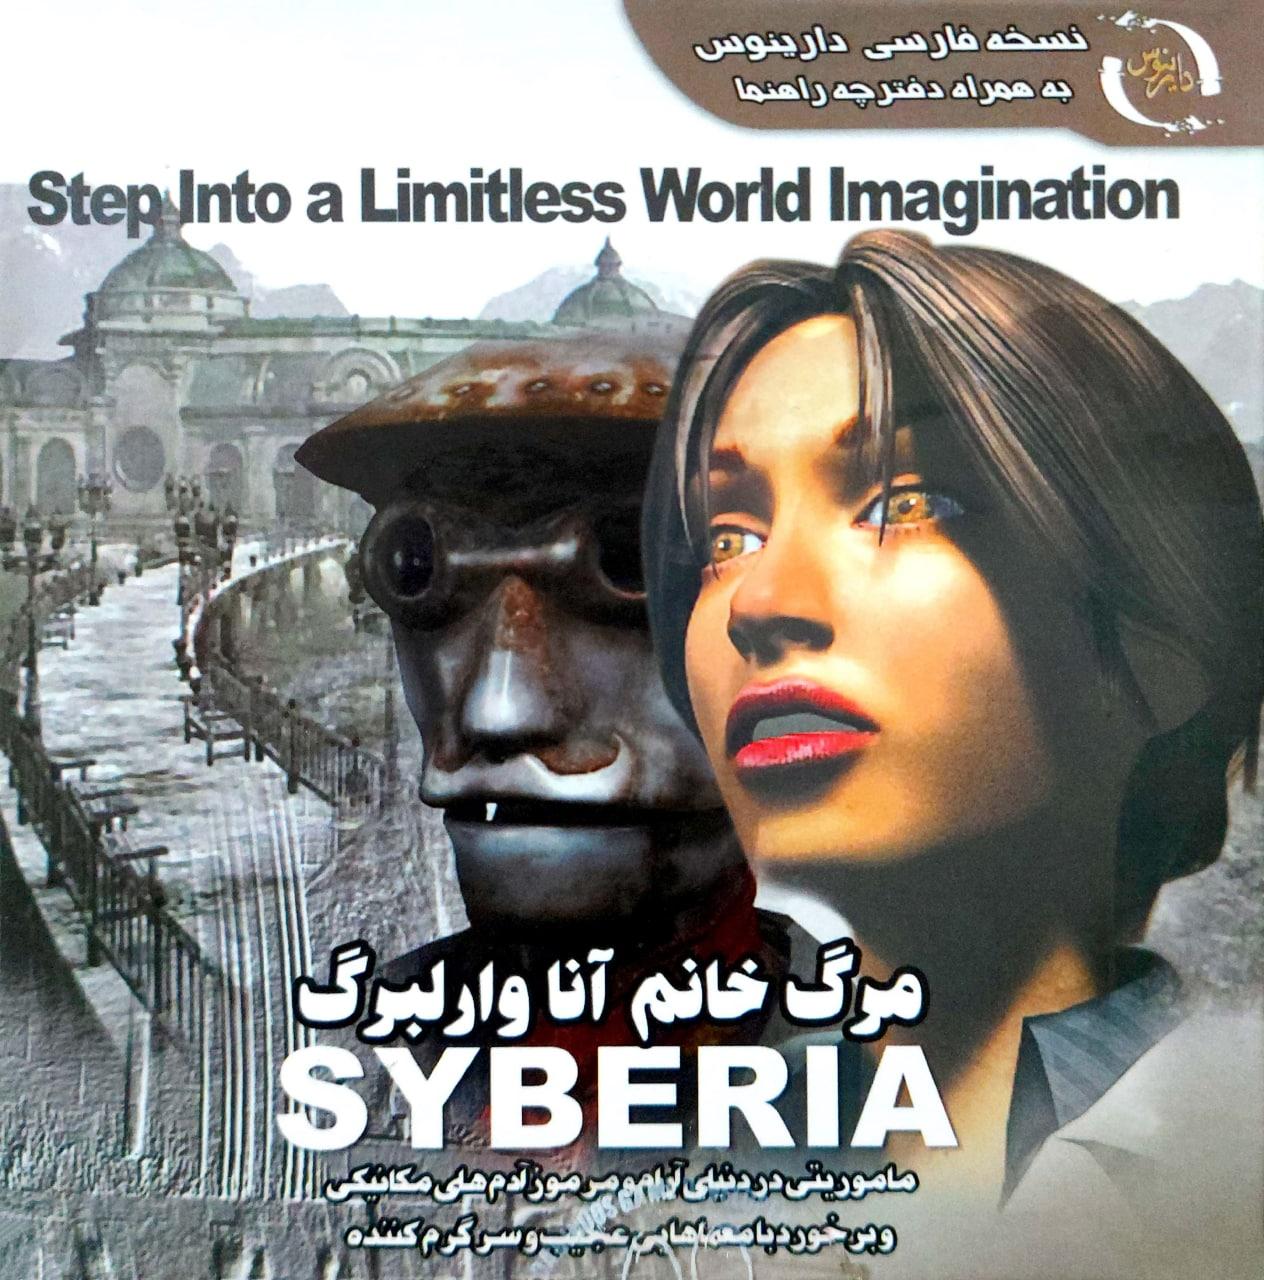 نسخه فارسی دارینوس
به همراه دفترچه راهنما
دارینوس
Step Into a Limitless World Imagination
مرگ خانم آنا وارلبرگ
SYBERIA
ماموریتی در دنیای آرام و مرموز آدم های مکانیکی
و برخورد با معماهایی عجیب و سرگرم کننده